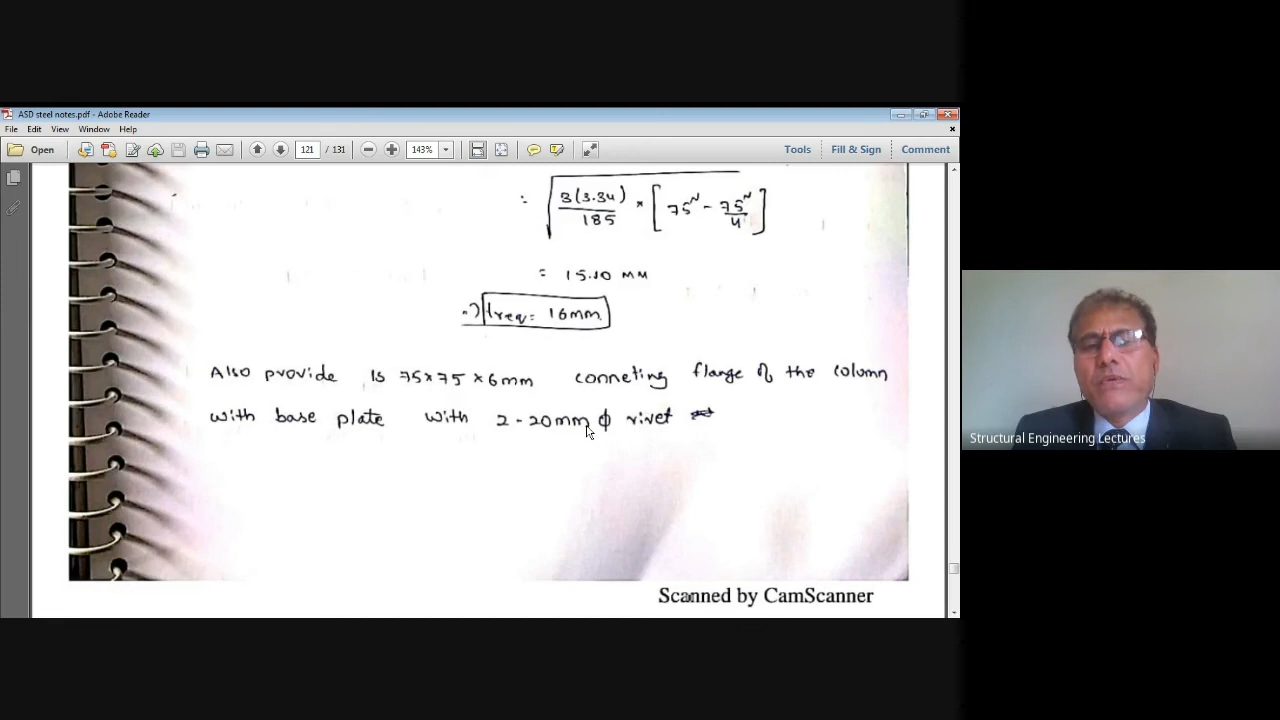 ASD steel notes.pdf - Adobe Reader
File Edit View Window Help
Open 121 / 131 143% Tools Fill & Sign Comment
= √ 3(3.34) / 185 × [ 75² - 75² / 4 ]
= 15.10 MM
∴) treq = 16mm
Also provide IS 75×75×6mm conneting flange of the column
with base plate with 2-20mm ϕ rivet
Scanned by CamScanner
Structural Engineering Lectures